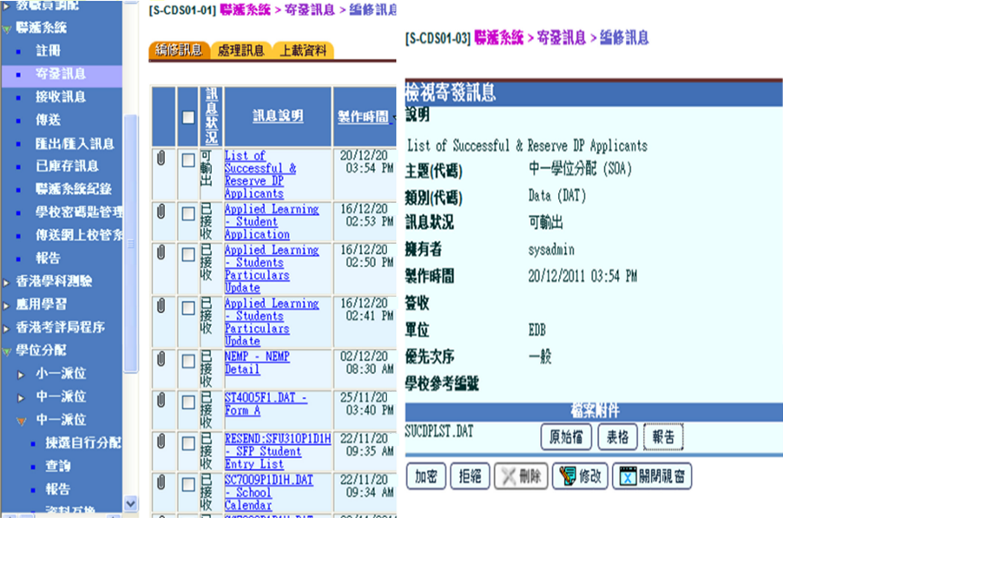 教職員調配
聯遞系統
註冊
寄發訊息
接收訊息
傳送
匯出/匯入訊息
已庫存訊息
聯遞系統紀錄
學校密碼匙管理
傳送網上校管系
報告
香港學科測驗
應用學習
香港考評局程序
學位分配
小一派位
中一派位
中一派位
揀選自行分配
查詢
報告
資料互換
[S-CDS01-01] 聯遞系統 > 寄發訊息 > 編修訊息
編修訊息 處理訊息 上載資料
訊息狀況 訊息說明 製作時間
可輸出 List of Successful & Reserve DP Applicants 20/12/20 03:54 PM
已接收 Applied Learning - Student Application 16/12/20 02:53 PM
已接收 Applied Learning - Students Particulars Update 16/12/20 02:50 PM
已接收 Applied Learning - Students Particulars Update 16/12/20 02:41 PM
已接收 NEMP - NEMP Detail 02/12/20 08:30 AM
已接收 ST4005F1.DAT - Form A 25/11/20 03:40 PM
已接收 RESEND:SFU310P1D1H - SFP Student Entry List 22/11/20 09:35 AM
已接收 SC7009P1D1H.DAT - School Calendar 22/11/20 09:34 AM
[S-CDS01-03] 聯遞系統 > 寄發訊息 > 編修訊息
檢視寄發訊息
說明
List of Successful & Reserve DP Applicants
主題(代碼) 中一學位分配 (SOA)
類別(代碼) Data (DAT)
訊息狀況 可輸出
擁有者 sysadmin
製作時間 20/12/2011 03:54 PM
簽收
單位 EDB
優先次序 一般
學校參考編號
檔案附件
SUCDPLST.DAT 原始檔 表格 報告
加密 拒絕 刪除 修改 關閉視窗